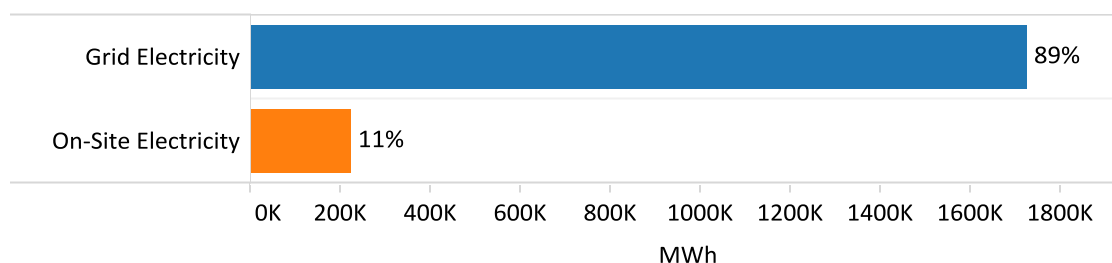 Grid Electricity 89%
On-Site Electricity 11%
0K 200K 400K 600K 800K 1000K 1200K 1400K 1600K 1800K
MWh